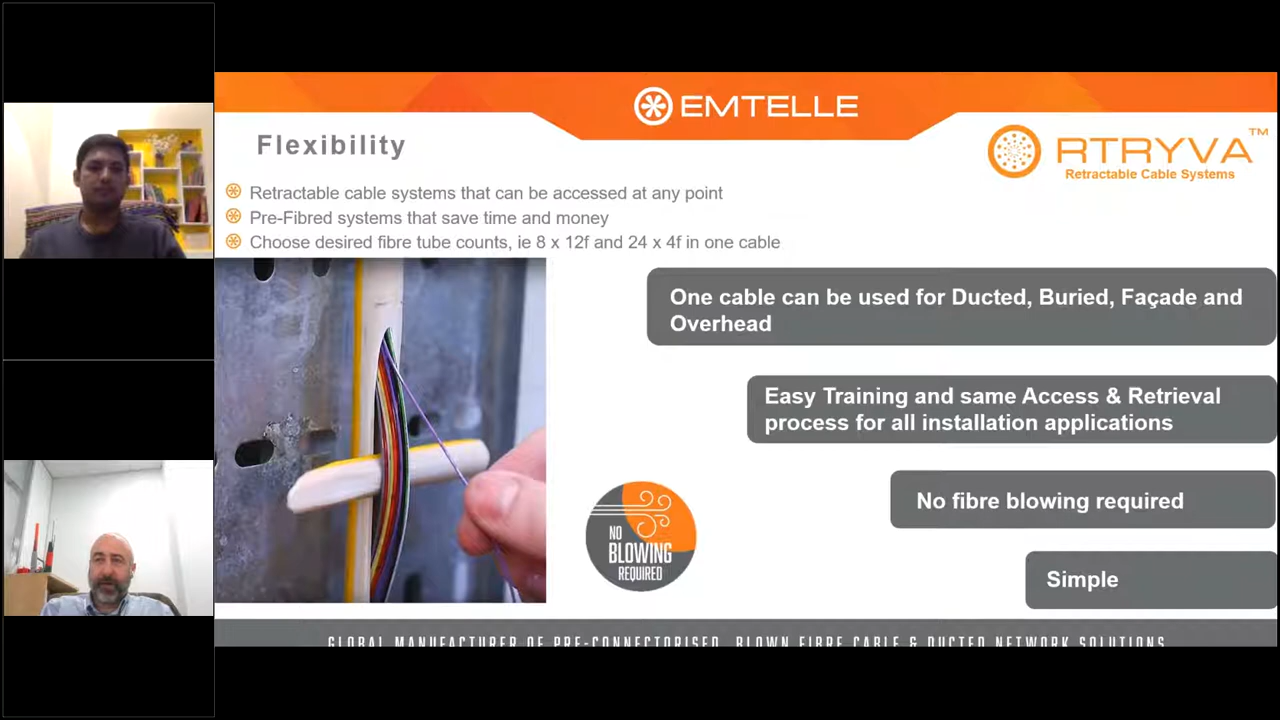 EMTELLE
Flexibility
RTRYVA™
Retractable Cable Systems
Retractable cable systems that can be accessed at any point
Pre-Fibred systems that save time and money
Choose desired fibre tube counts, ie 8 x 12f and 24 x 4f in one cable
One cable can be used for Ducted, Buried, Façade and
Overhead
Easy Training and same Access & Retrieval
process for all installation applications
No fibre blowing required
NO
BLOWING
REQUIRED
Simple
GLOBAL MANUFACTURER OF PRE-CONNECTORISED, BLOWN FIBRE CABLE & DUCTED NETWORK SOLUTIONS